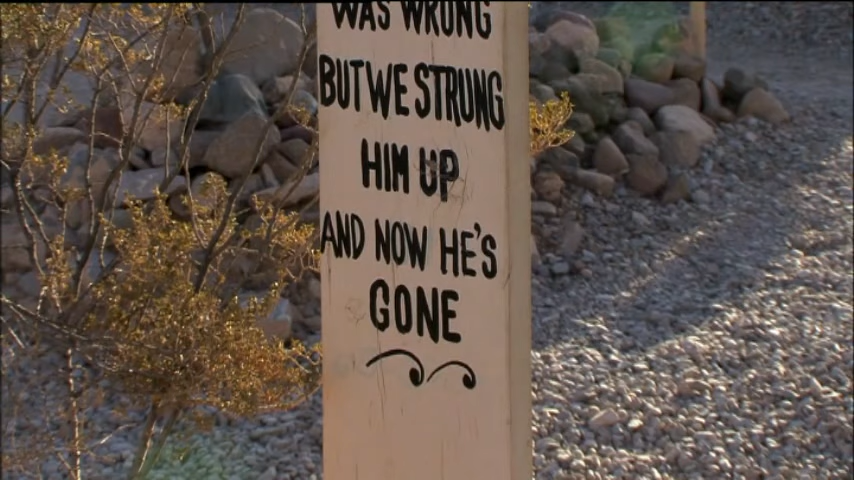 WAS WRONG
BUT WE STRUNG
HIM UP
AND NOW HE'S
GONE